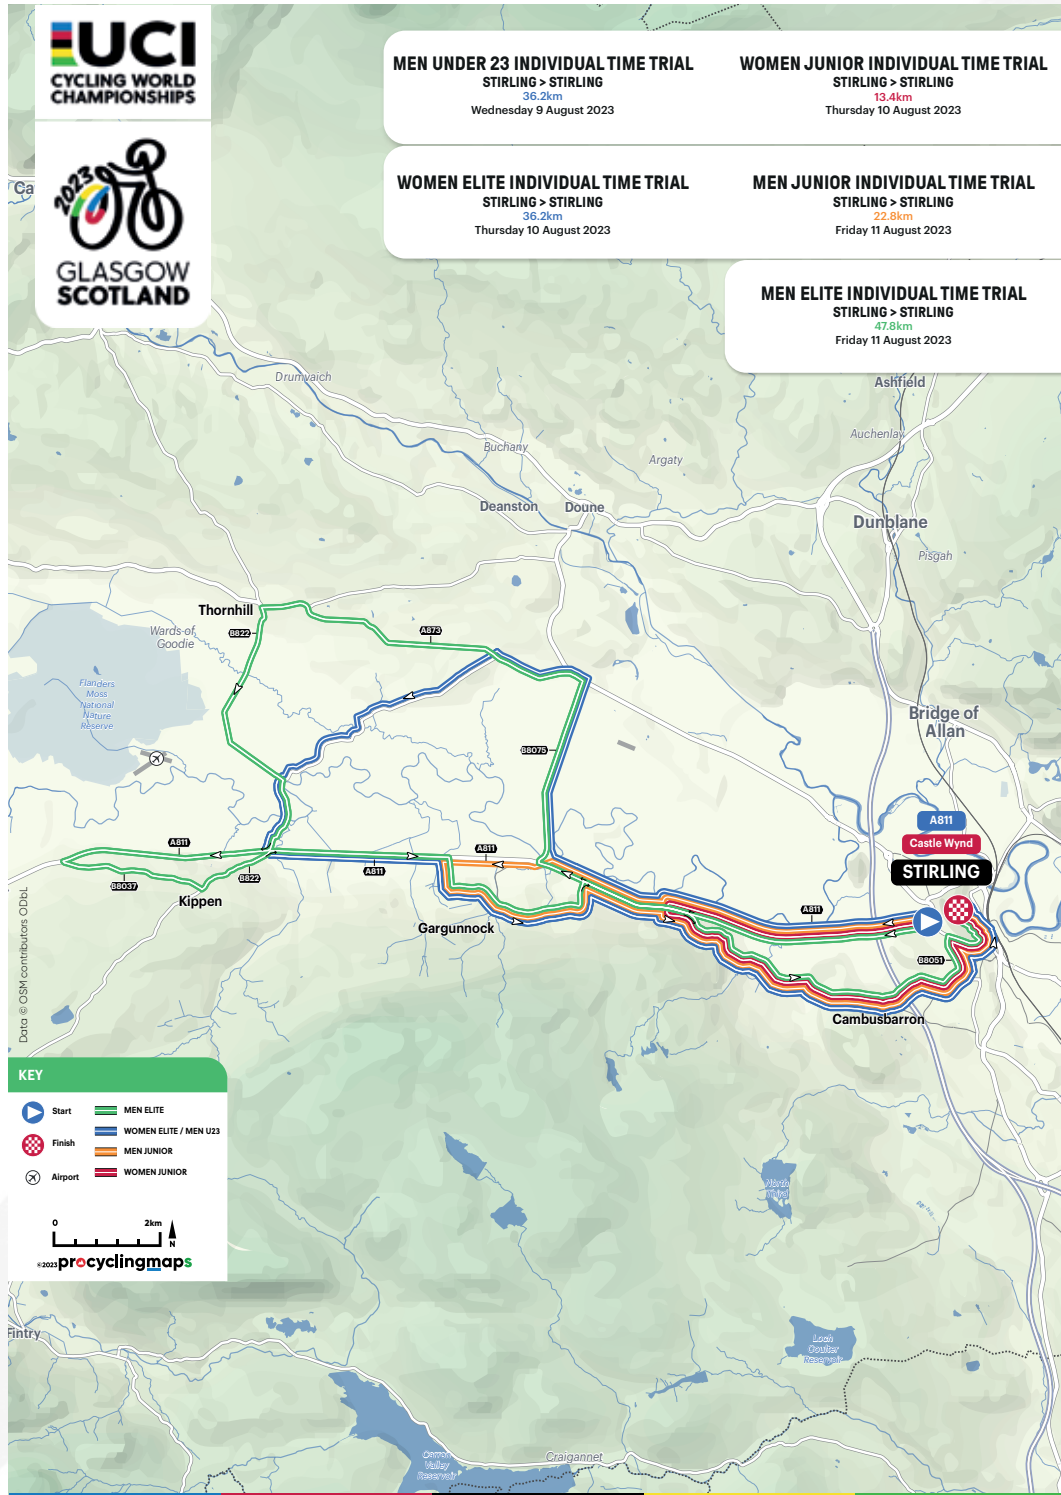 UCI
CYCLING WORLD
CHAMPIONSHIPS
2023
GLASGOW
SCOTLAND
MEN UNDER 23 INDIVIDUAL TIME TRIAL
STIRLING > STIRLING
36.2km
Wednesday 9 August 2023
WOMEN JUNIOR INDIVIDUAL TIME TRIAL
STIRLING > STIRLING
13.4km
Thursday 10 August 2023
WOMEN ELITE INDIVIDUAL TIME TRIAL
STIRLING > STIRLING
36.2km
Thursday 10 August 2023
MEN JUNIOR INDIVIDUAL TIME TRIAL
STIRLING > STIRLING
22.8km
Friday 11 August 2023
MEN ELITE INDIVIDUAL TIME TRIAL
STIRLING > STIRLING
47.8km
Friday 11 August 2023
Ca
Drumvaich
Ashfield
Buchany
Auchenlay
Argaty
Deanston
Doune
Dunblane
Pisgah
Thornhill
B822
A873
Wards of
Goodie
Flanders
Moss
National
Nature
Reserve
Bridge of
Allan
B8075
A811
Castle Wynd
STIRLING
A811
A811
A811
B8037
B822
Kippen
A811
Gargunnock
B8051
Cambusbarron
Data © OSM contributors ODbL
KEY
Start
Finish
Airport
MEN ELITE
WOMEN ELITE / MEN U23
MEN JUNIOR
WOMEN JUNIOR
0 2km
N
©2023 procyclingmaps
North
Third
Fintry
Loch
Coulter
Reservoir
Carron
Valley
Reservoir
Craigannet